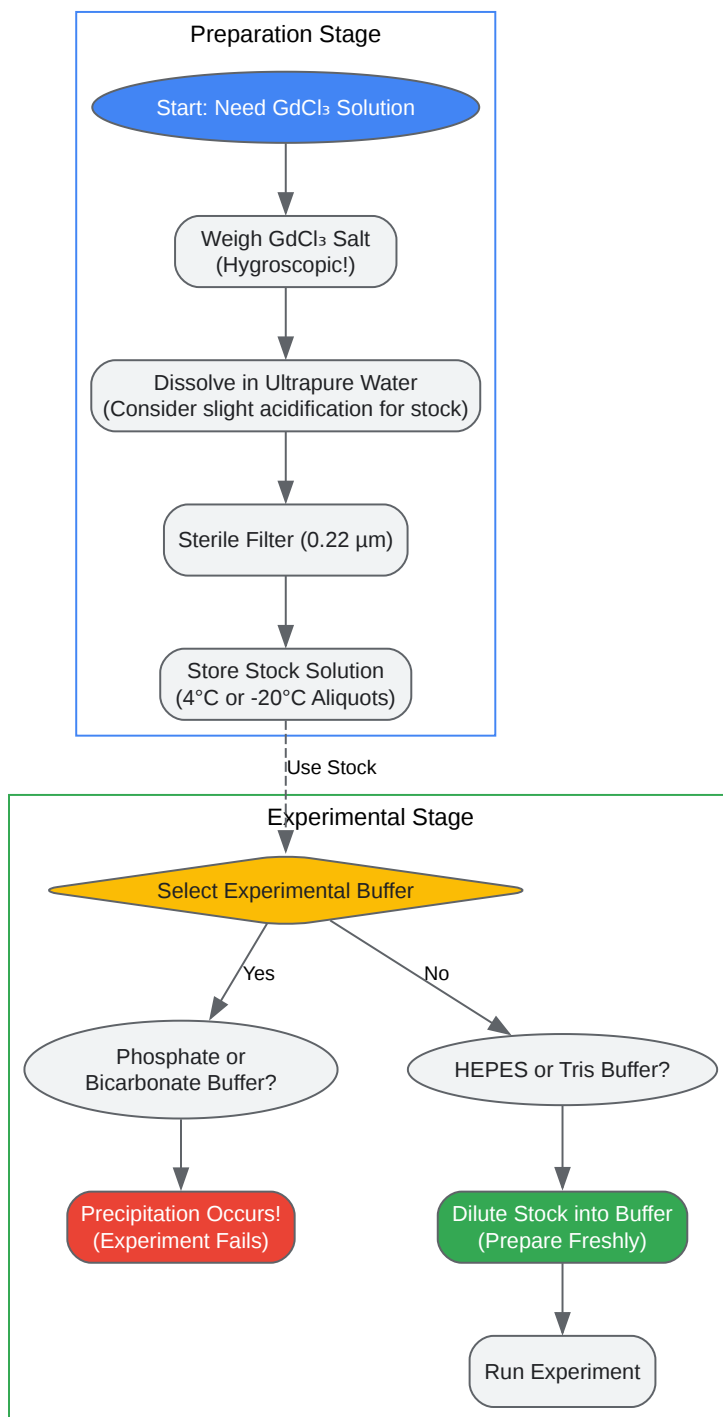 Preparation Stage
Start: Need GdCl₃ Solution
Weigh GdCl₃ Salt
(Hygroscopic!)
Dissolve in Ultrapure Water
(Consider slight acidification for stock)
Sterile Filter (0.22 µm)
Store Stock Solution
(4°C or -20°C Aliquots)
Use Stock
Experimental Stage
Select Experimental Buffer
Yes
No
Phosphate or
Bicarbonate Buffer?
HEPES or Tris Buffer?
Precipitation Occurs!
(Experiment Fails)
Dilute Stock into Buffer
(Prepare Freshly)
Run Experiment